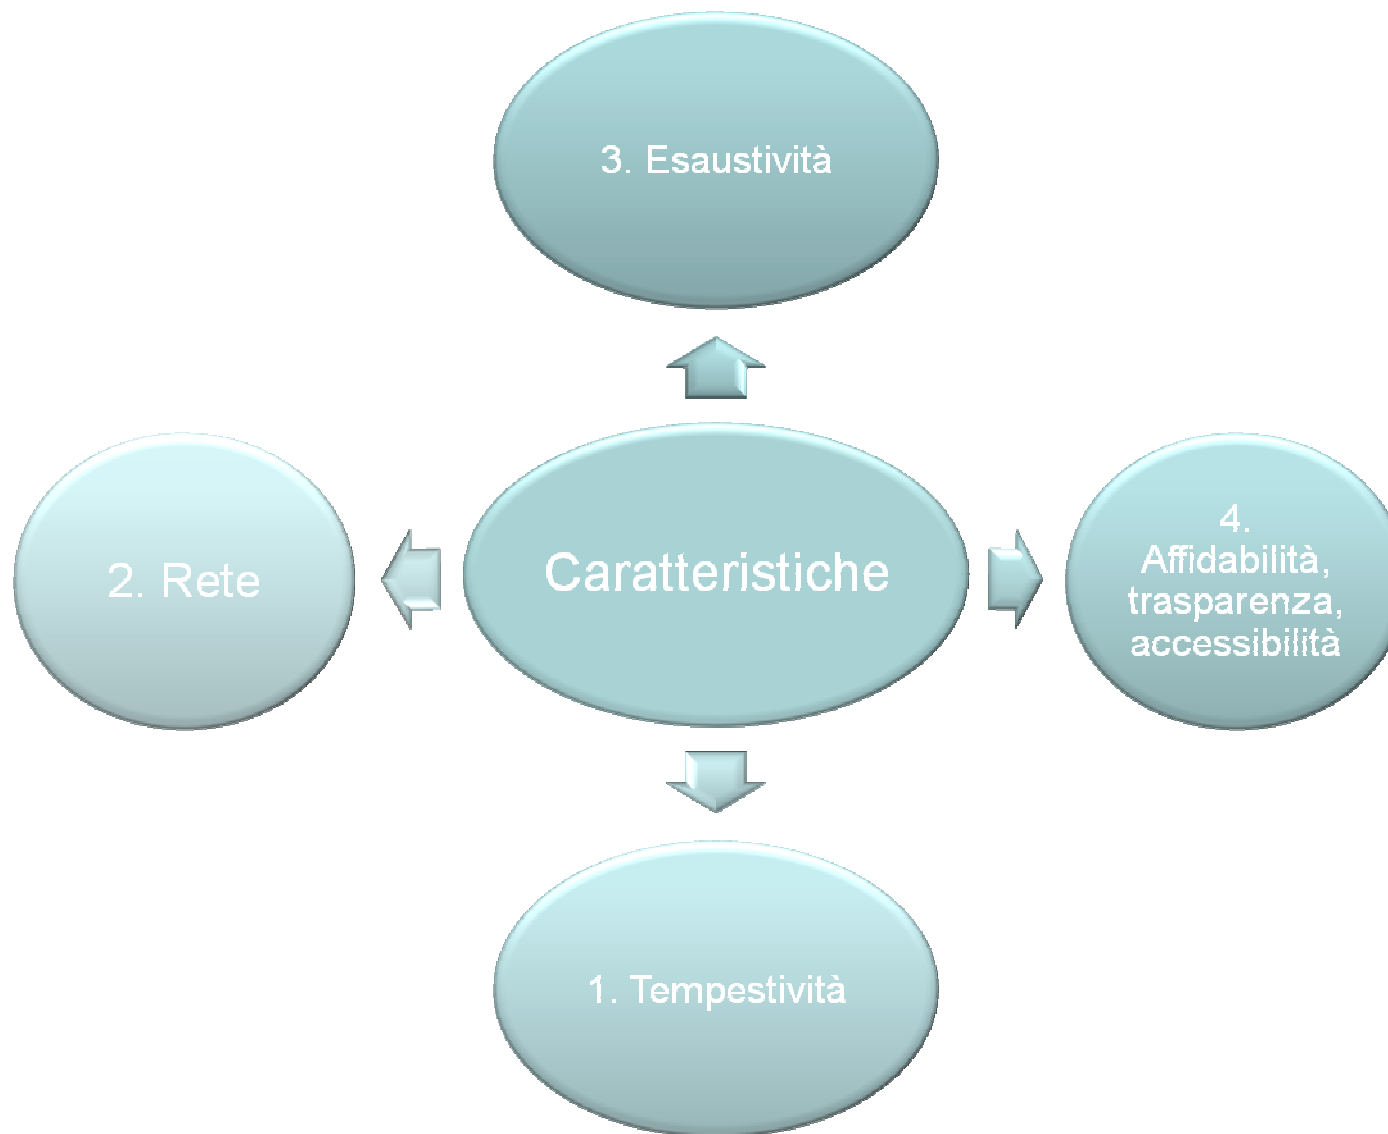 3. Esaustività
2. Rete
Caratteristiche
4.
Affidabilità,
trasparenza,
accessibilità
1. Tempestività